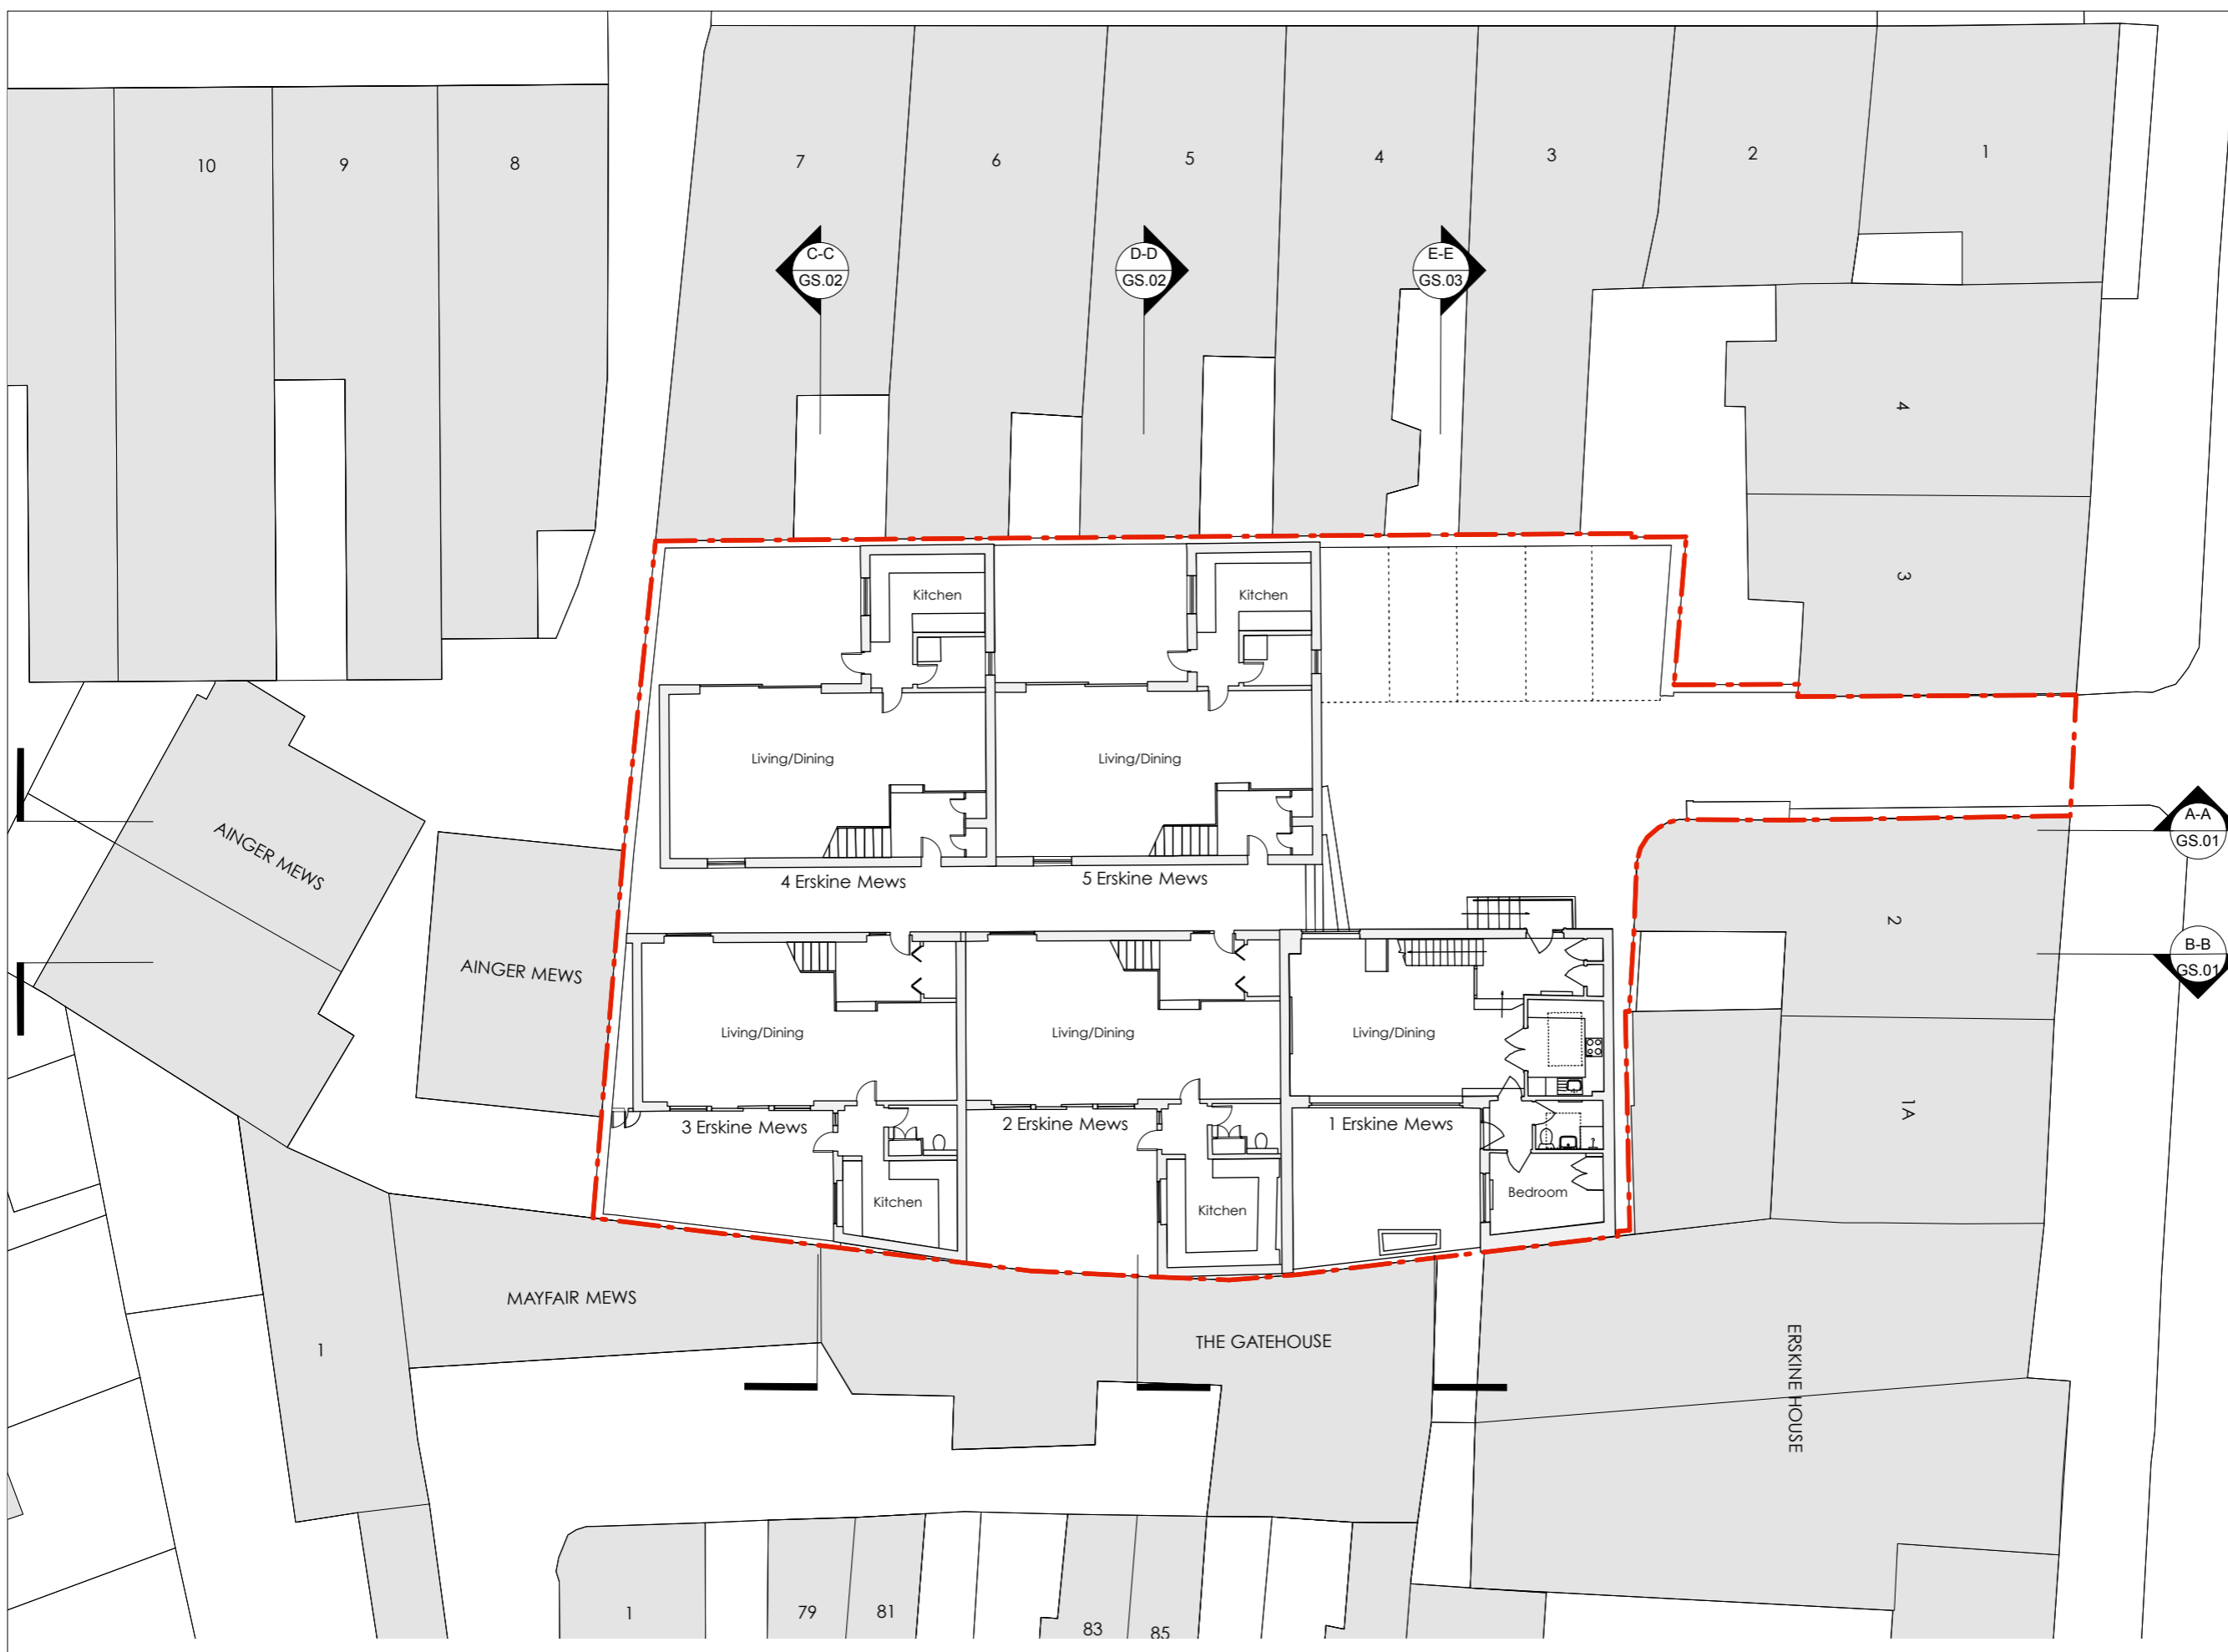 10
9
8
7
6
5
4
3
2
1
C-C
GS.02
D-D
GS.02
E-E
GS.03
4
3
Kitchen
Kitchen
Living/Dining
Living/Dining
4 Erskine Mews
5 Erskine Mews
AINGER MEWS
AINGER MEWS
A-A
GS.01
B-B
GS.01
2
1A
Living/Dining
Living/Dining
Living/Dining
3 Erskine Mews
2 Erskine Mews
1 Erskine Mews
Kitchen
Kitchen
Bedroom
MAYFAIR MEWS
THE GATEHOUSE
ERSKINE HOUSE
1
1
79
81
83
85